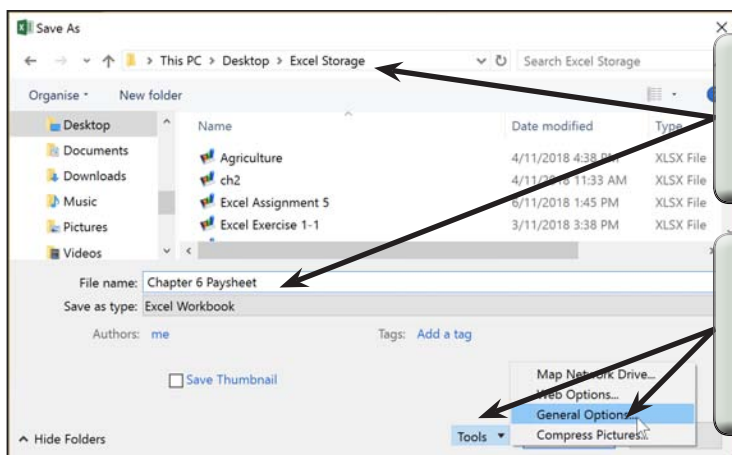 Save As
This PC > Desktop > Excel Storage
Search Excel Storage
Organise
New folder
Desktop
Documents
Downloads
Music
Pictures
Videos
Name
Date modified
Type
Agriculture
4/11/2018 4:38 PM
XLSX File
ch2
4/11/2018 11:33 AM
XLSX File
Excel Assignment 5
6/11/2018 1:45 PM
XLSX File
Excel Exercise 1-1
3/11/2018 3:38 PM
XLSX File
File name: Chapter 6 Paysheet
Save as type: Excel Workbook
Authors: me
Tags: Add a tag
Save Thumbnail
Map Network Drive...
Web Options...
General Options...
Compress Pictures...
Hide Folders
Tools